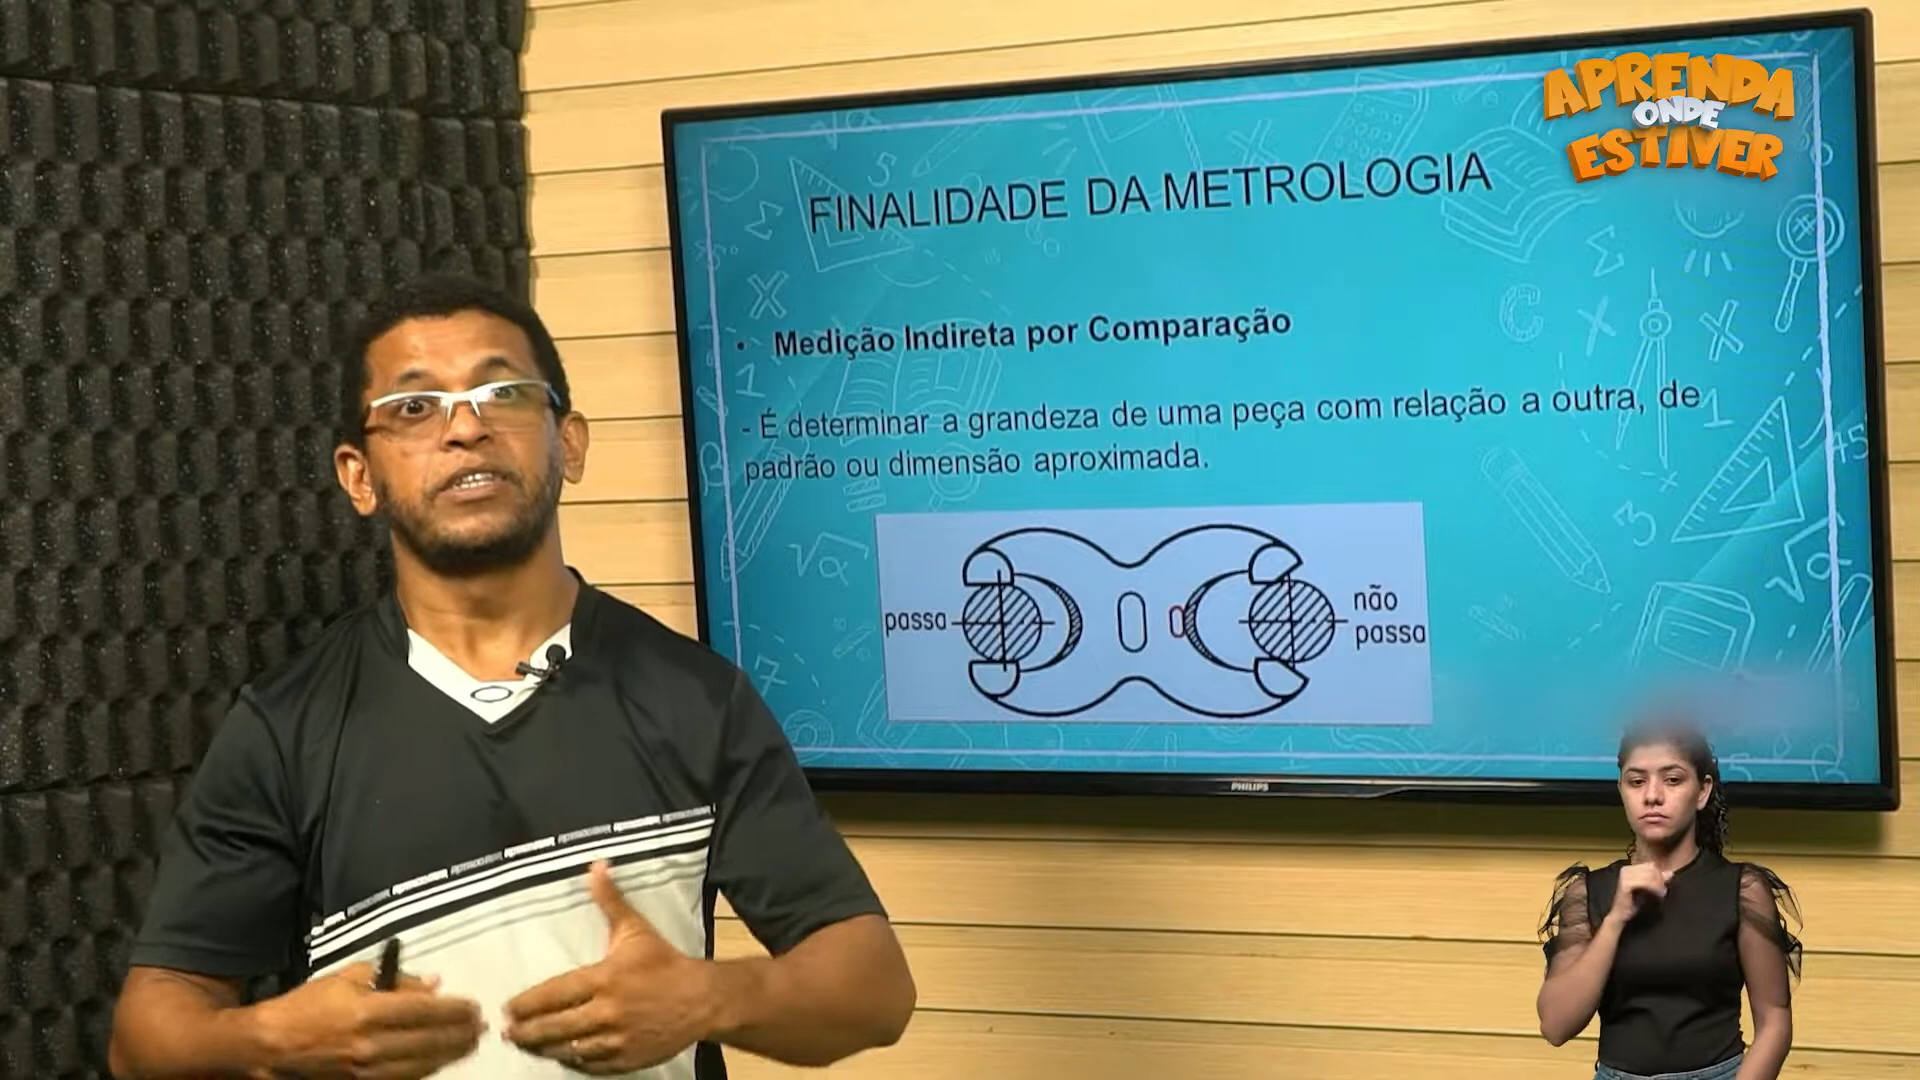 APRENDA
ONDE
ESTIVER
FINALIDADE DA METROLOGIA
• Medição Indireta por Comparação
- É determinar a grandeza de uma peça com relação a outra, de
padrão ou dimensão aproximada.
passa
não
passa
PHILIPS